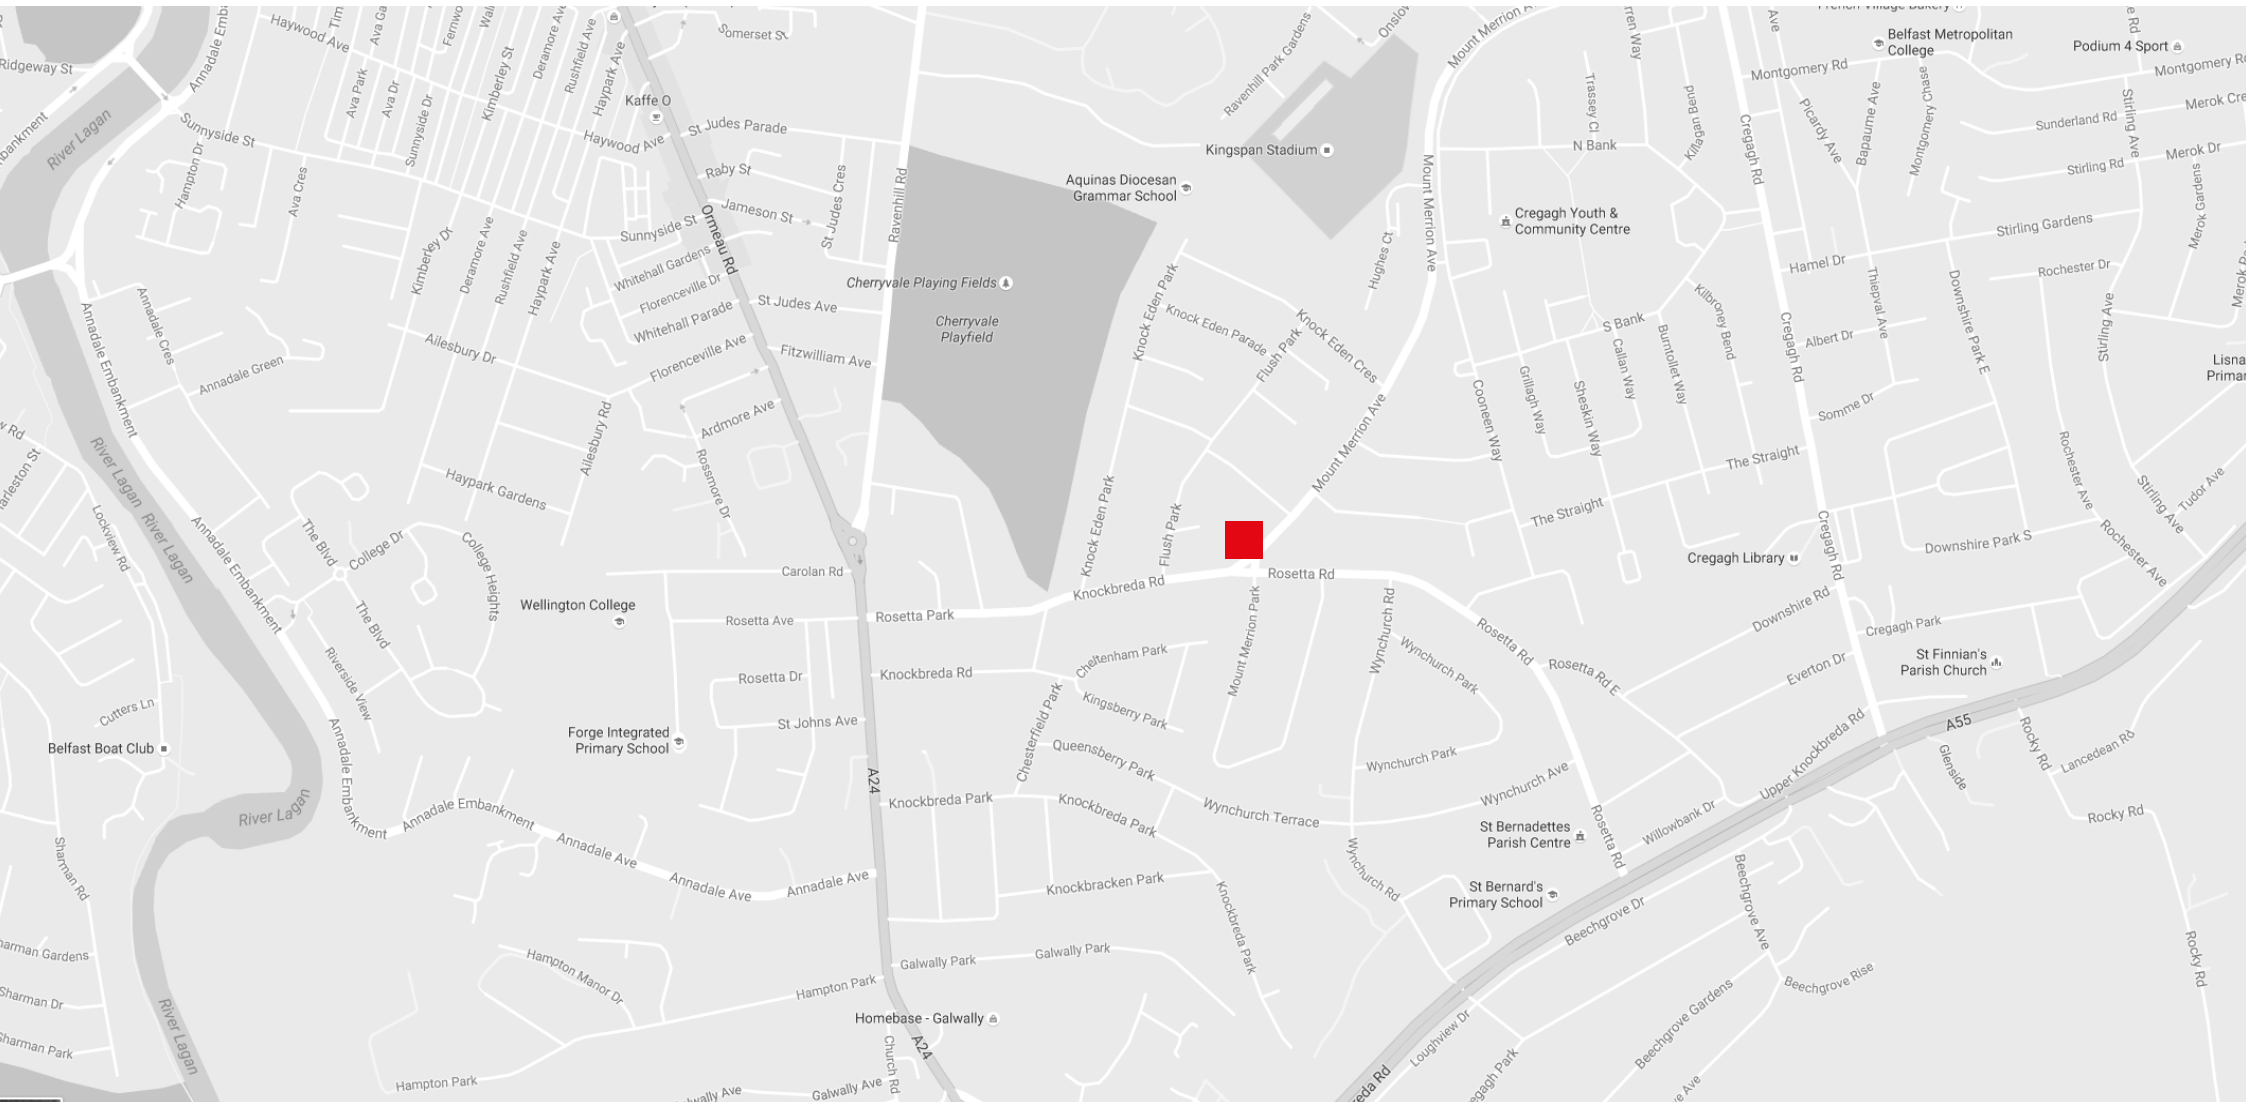 Haywood Ave
Ridgeway St
Ava Park
Ava Dr
Kimberley St
Deramore Ave
Rushfield Ave
Haypark Ave
Somerset St
Ravenhill Park Gardens
Mount Merrion
Belfast Metropolitan
College
Podium 4 Sport
Montgomery Rd
Montgomery
Merok
Kaffe O
River Lagan
Sunnyside St
Hampton Dr
Ava Cres
Sunnyside Dr
Haywood Ave
St Judes Parade
Raby St
Jameson St
St Judes Cres
Ravenhill Rd
Kingspan Stadium
Aquinas Diocesan
Grammar School
Mount Merrion Ave
Trassey Cl
N Bank
Cregagh Rd
Picardy Ave
Bapaume Ave
Montgomery Chase
Stirling Ave
Sunderland Rd
Merok Dr
Stirling Rd
Merok Gardens
Cregagh Youth &
Community Centre
Stirling Gardens
Sunnyside St
Whitehall Gardens
Ormeau Rd
Florenceville Dr
Whitehall Parade
Florenceville Ave
Kimberley Dr
Deramore Ave
Rushfield Ave
Haypark Ave
Annadale Embankment
Annadale Cres
Annadale Green
Ailesbury Dr
St Judes Ave
Fitzwilliam Ave
Cherryvale Playing Fields
Cherryvale
Playfield
Knock Eden Park
Knock Eden Parade
Flush Park
Knock Eden Cres
Hughes Ct
Hamel Dr
Rochester Dr
Thiepval Ave
Downshire Park E
Kilbroney Bend
S Bank
Callan Way
Burntollet Way
Cregagh Rd
Albert Dr
Stirling Ave
Somme Dr
Ardmore Ave
Ailesbury Rd
Rossmore Dr
Haypark Gardens
River Lagan
River Lagan
Lockview Rd
Annadale Embankment
The Blvd
College Dr
College Heights
The Blvd
Knock Eden Park
Flush Park
Mount Merrion Ave
Cooneen Way
Grillagh Way
Sheskin Way
The Straight
The Straight
Rochester Ave
Stirling Ave
Tudor Ave
Rochester Ave
Cregagh Rd
Cregagh Library
Downshire Park S
Carolan Rd
Wellington College
Rosetta Ave
Rosetta Park
Knockbreda Rd
Rosetta Rd
Downshire Rd
Cregagh Park
St Finnian's
Parish Church
Everton Dr
Riverside View
Rosetta Dr
Knockbreda Rd
Cheltenham Park
Kingsberry Park
Mount Merrion Park
Wynchurch Rd
Wynchurch Park
Rosetta Rd
Rosetta Rd E
Cutters Ln
Belfast Boat Club
Forge Integrated
Primary School
St Johns Ave
Chesterfield Park
Queensberry Park
Wynchurch Park
Wynchurch Ave
Upper Knockbreda Rd
A55
Glenside
Rocky Rd
Lancedean Rd
Annadale Embankment
River Lagan
Annadale Embankment
A24
Knockbreda Park
Knockbreda Park
Wynchurch Terrace
Rosetta Rd
Willowbank Dr
Rocky Rd
St Bernadettes
Parish Centre
Sharman Rd
Annadale Ave
Annadale Ave
Annadale Ave
Knockbracken Park
Wynchurch Rd
St Bernard's
Primary School
Beechgrove Dr
Beechgrove Ave
Knockbreda Park
Rocky Rd
Hampton Manor Dr
Galwally Park
Galwally Park
Hampton Park
Beechgrove Rise
Beechgrove Gardens
Sharman Dr
River Lagan
Homebase - Galwally
A24
Loughview Dr
Church Rd
Hampton Park
Galwally Ave